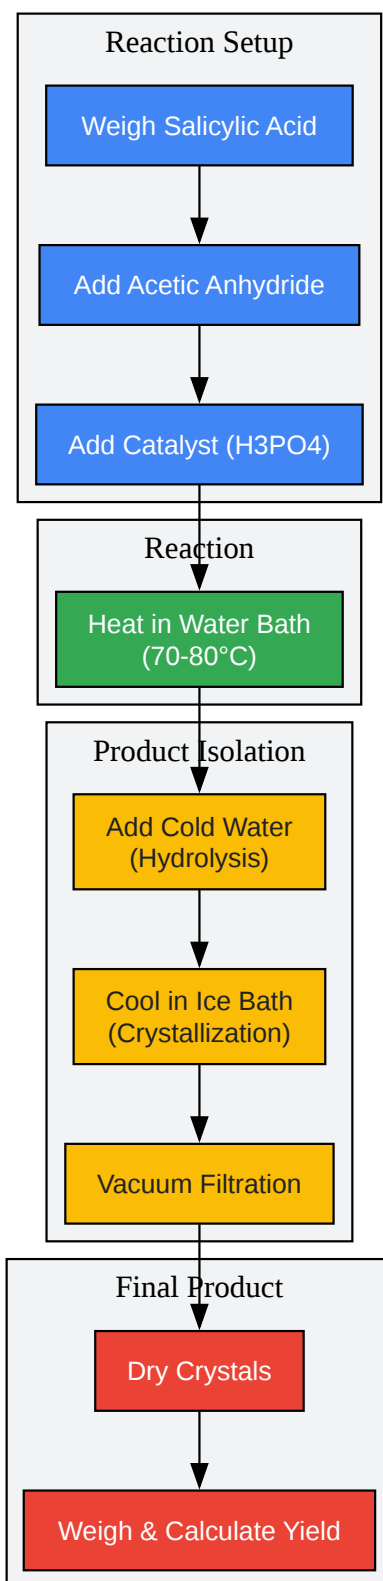 Reaction Setup
Weigh Salicylic Acid
Add Acetic Anhydride
Add Catalyst (H3PO4)
Reaction
Heat in Water Bath
(70-80°C)
Product Isolation
Add Cold Water
(Hydrolysis)
Cool in Ice Bath
(Crystallization)
Vacuum Filtration
Final Product
Dry Crystals
Weigh & Calculate Yield